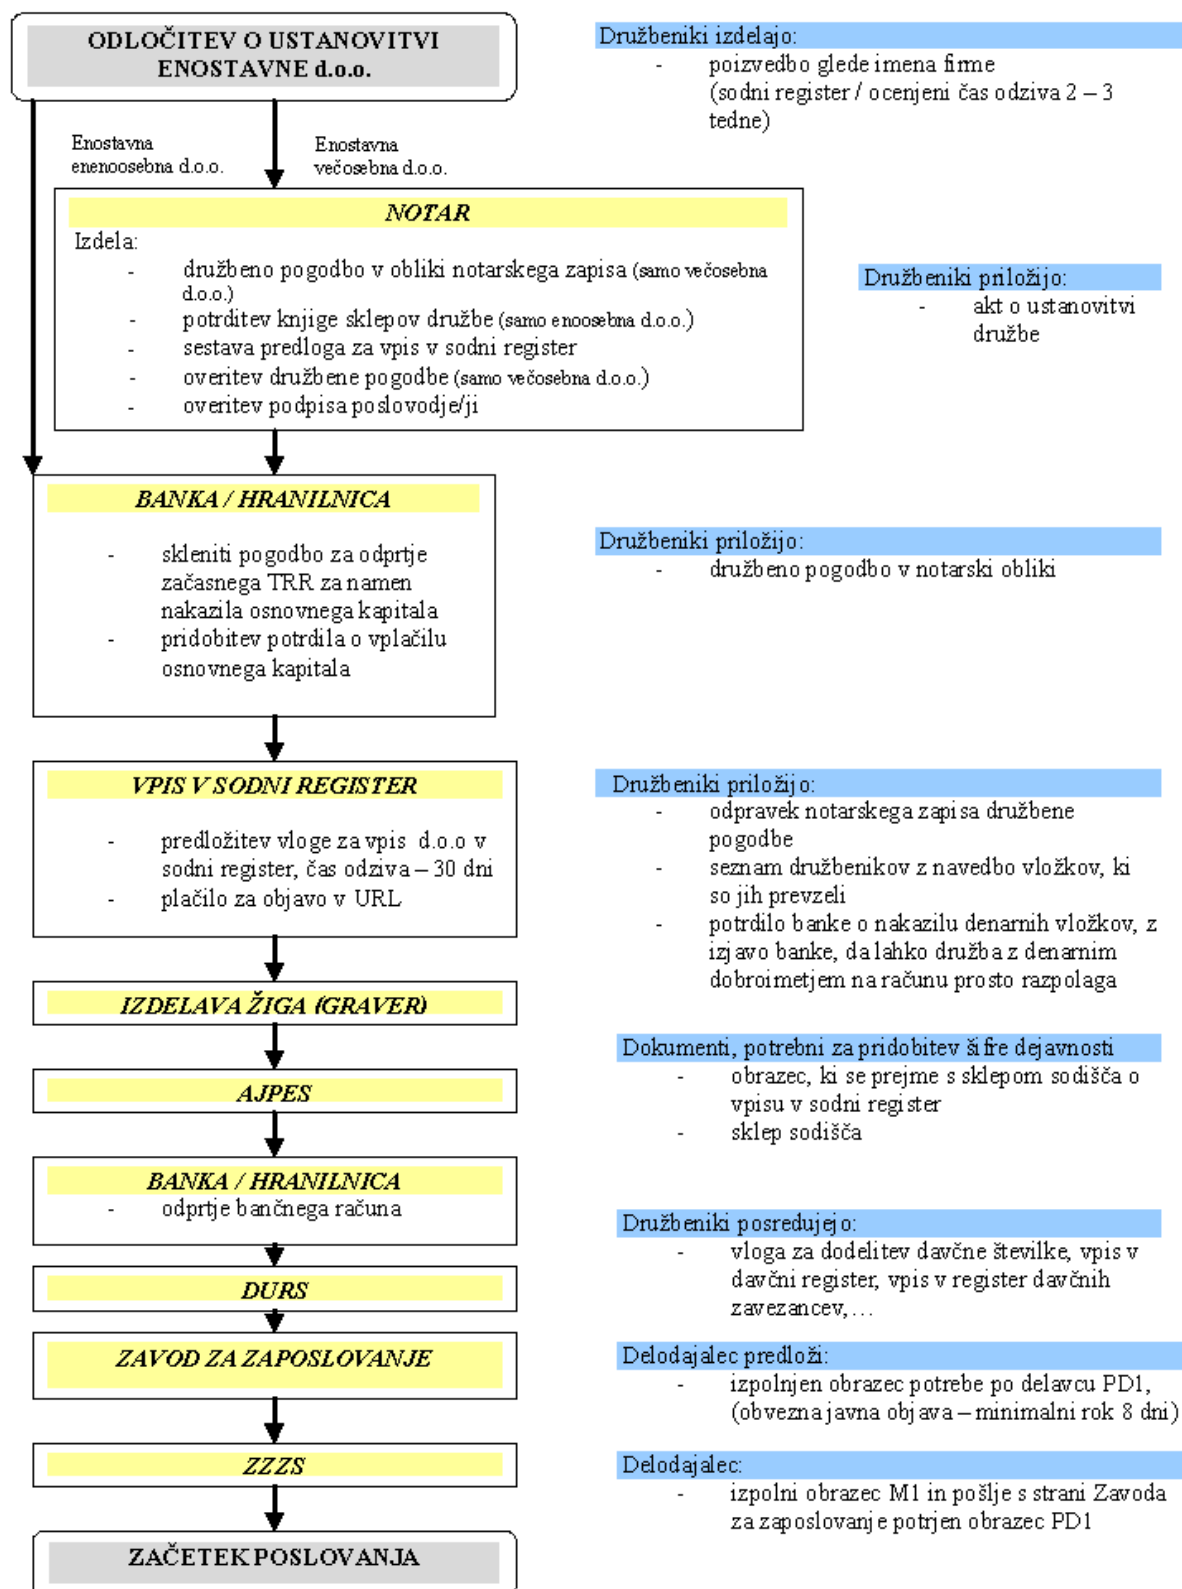 ODLOČITEV O USTANOVITVI
ENOSTAVNE d.o.o.
Družbeniki izdelajo:
- poizvedbo glede imena firme
(sodni register / ocenjeni čas odziva 2 – 3
tedne)
Enostavna
enenoosebna d.o.o.
Enostavna
večosebna d.o.o.
NOTAR
Izdela:
- družbeno pogodbo v obliki notarskega zapisa (samo večosebna
d.o.o.)
- potrditev knjige sklepov družbe (samo enoosebna d.o.o.)
- sestava predloga za vpis v sodni register
- overitev družbene pogodbe (samo večosebna d.o.o.)
- overitev podpisa poslovodje/ji
Družbeniki priložijo:
- akt o ustanovitvi
družbe
BANKA / HRANILNICA
- skleniti pogodbo za odprtje
začasnega TRR za namen
nakazila osnovnega kapitala
- pridobitev potrdila o vplačilu
osnovnega kapitala
Družbeniki priložijo:
- družbeno pogodbo v notarski obliki
VPIS V SODNI REGISTER
- predložitev vloge za vpis d.o.o v
sodni register, čas odziva – 30 dni
- plačilo za objavo v URL
Družbeniki priložijo:
- odpravek notarskega zapisa družbene
pogodbe
- seznam družbenikov z navedbo vložkov, ki
so jih prevzeli
- potrdilo banke o nakazilu denarnih vložkov, z
izjavo banke, da lahko družba z denarnim
dobroimetjem na računu prosto razpolaga
IZDELAVA ŽIGA (GRAVER)
AJPES
Dokumenti, potrebni za pridobitev šifre dejavnosti
- obrazec, ki se prejme s sklepom sodišča o
vpisu v sodni register
- sklep sodišča
BANKA / HRANILNICA
- odprtje bančnega računa
DURS
Družbeniki posredujejo:
- vloga za dodelitev davčne številke, vpis v
davčni register, vpis v register davčnih
zavezancev,…
ZAVOD ZA ZAPOSLOVANJE
Delodajalec predloži:
- izpolnjen obrazec potrebe po delavcu PD1,
(obvezna javna objava – minimalni rok 8 dni)
ZZZS
Delodajalec:
- izpolni obrazec M1 in pošlje s strani Zavoda
za zaposlovanje potrjen obrazec PD1
ZAČETEK POSLOVANJA